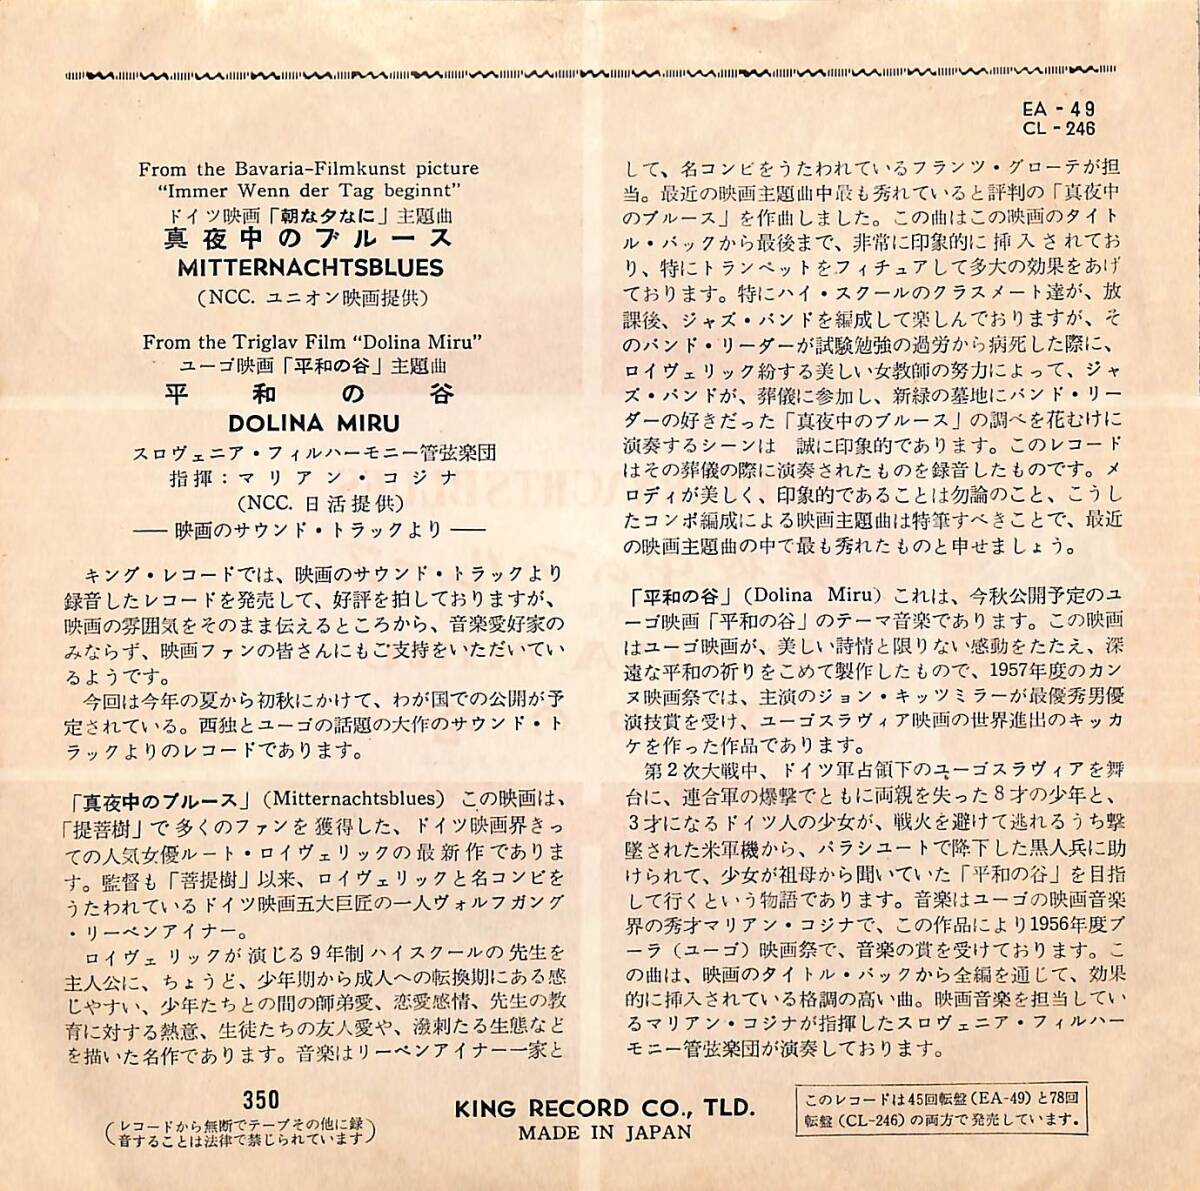 EA - 49
CL - 246
From the Bavaria-Filmkunst picture
“Immer Wenn der Tag beginnt”
ドイツ映画「朝な夕なに」主題曲
真夜中のブルース
MITTERNACHTSBLUES
(NCC. ユニオン映画提供)
From the Triglav Film “Dolina Miru”
ユーゴ映画「平和の谷」主題曲
平和の谷
DOLINA MIRU
スロヴェニア・フィルハーモニー管弦楽団
指揮：マリアン・コジナ
(NCC. 日活提供)
── 映画のサウンド・トラックより ──
キング・レコードでは、映画のサウンド・トラックより
録音したレコードを発売して、好評を拍しておりますが、
映画の雰囲気をそのまま伝えるところから、音楽愛好家の
みならず、映画ファンの皆さんにもご支持をいただいてい
るようです。
今回は今年の夏から初秋にかけて、わが国での公開が予
定されている。西独とユーゴの話題の大作のサウンド・ト
ラックよりのレコードであります。
「真夜中のブルース」(Mitternachtsblues) この映画は、
「提菩樹」で多くのファンを獲得した、ドイツ映画界きっ
ての人気女優ルート・ロイヴェリックの最新作でありま
す。監督も「菩提樹」以来、ロイヴェリックと名コンビを
うたわれているドイツ映画五大巨匠の一人ヴォルフガング
・リーベンアイナー。
ロイヴェリックが演じる9年制ハイスクールの先生を
主人公に、ちょうど、少年期から成人への転換期にある感
じやすい、少年たちとの間の師弟愛、恋愛感情、先生の教
育に対する熱意、生徒たちの友人愛や、潑刺たる生態など
を描いた名作であります。音楽はリーベンアイナー一家と
して、名コンビをうたわれているフランツ・グローテが担
当。最近の映画主題曲中最も秀れていると評判の「真夜中
のブルース」を作曲しました。この曲はこの映画のタイト
ル・バックから最後まで、非常に印象的に挿入されてお
り、特にトランペットをフィチュアして多大の効果をあげ
ております。特にハイ・スクールのクラスメート達が、放
課後、ジャズ・バンドを編成して楽しんでおりますが、そ
のバンド・リーダーが試験勉強の過労から病死した際に、
ロイヴェリック紛する美しい女教師の努力によって、ジャ
ズ・バンドが、葬儀に参加し、新緑の墓地にバンド・リー
ダーの好きだった「真夜中のブルース」の調べを花むけに
演奏するシーンは　誠に印象的であります。このレコード
はその葬儀の際に演奏されたものを録音したものです。メ
ロディが美しく、印象的であることは勿論のこと、こうし
たコンボ編成による映画主題曲は特筆すべきことで、最近
の映画主題曲の中で最も秀れたものと申せましょう。
「平和の谷」(Dolina Miru) これは、今秋公開予定のユ
ーゴ映画「平和の谷」のテーマ音楽であります。この映画
はユーゴ映画が、美しい詩情と限りない感動をたたえ、深
遠な平和の祈りをこめて製作したもので、1957年度のカン
ヌ映画祭では、主演のジョン・キッツミラーが最優秀男優
演技賞を受け、ユーゴスラヴィア映画の世界進出のキッカ
ケを作った作品であります。
第2次大戦中、ドイツ軍占領下のユーゴスラヴィアを舞
台に、連合軍の爆撃でともに両親を失った8才の少年と、
3才になるドイツ人の少女が、戦火を避けて逃れるうち撃
墜された米軍機から、パラシュートで降下した黒人兵に助
けられて、少女が祖母から聞いていた「平和の谷」を目指
して行くという物語であります。音楽はユーゴの映画音楽
界の秀才マリアン・コジナで、この作品により1956年度プ
ーラ（ユーゴ）映画祭で、音楽の賞を受けております。こ
の曲は、映画のタイトル・バックから全編を通じて、効果
的に挿入されている格調の高い曲。映画音楽を担当してい
るマリアン・コジナが指揮したスロヴェニア・フィルハー
モニー管弦楽団が演奏しております。
350
(レコードから無断でテープその他に録
音することは法律で禁じられています)
KING RECORD CO., TLD.
MADE IN JAPAN
このレコードは45回転盤(EA-49)と78回
転盤(CL-246)の両方で発売しています。